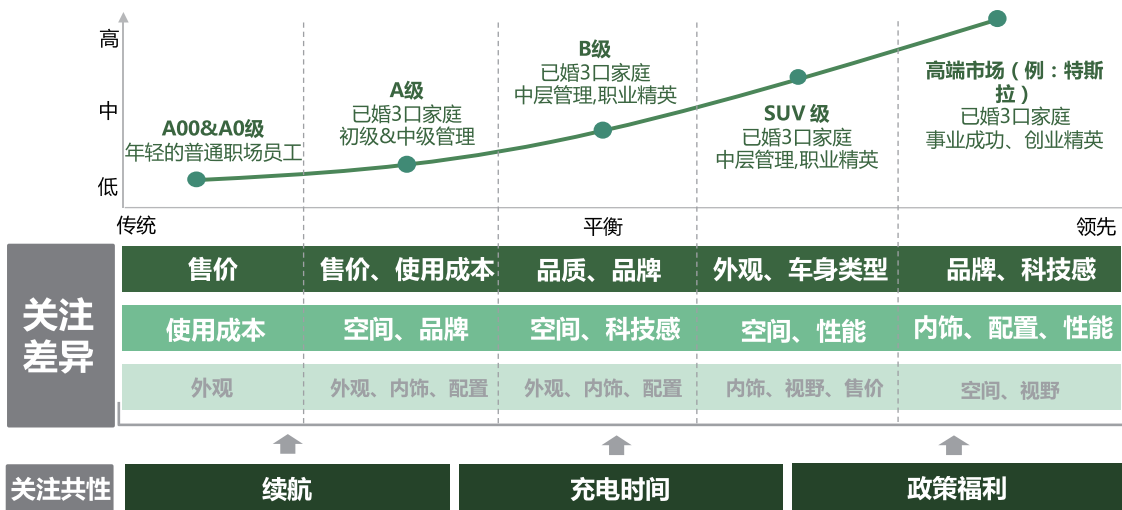 高
中
低
A00&A0级
年轻的普通职场员工
A级
已婚3口家庭
初级&中级管理
B级
已婚3口家庭
中层管理,职业精英
SUV 级
已婚3口家庭
中层管理,职业精英
高端市场（例：特斯
拉）
已婚3口家庭
事业成功、创业精英
传统
平衡
领先
关注
差异
售价
售价、使用成本
品质、品牌
外观、车身类型
品牌、科技感
使用成本
空间、品牌
空间、科技感
空间、性能
内饰、配置、性能
外观
外观、内饰、配置
外观、内饰、配置
内饰、视野、售价
空间、视野
关注共性
续航
充电时间
政策福利